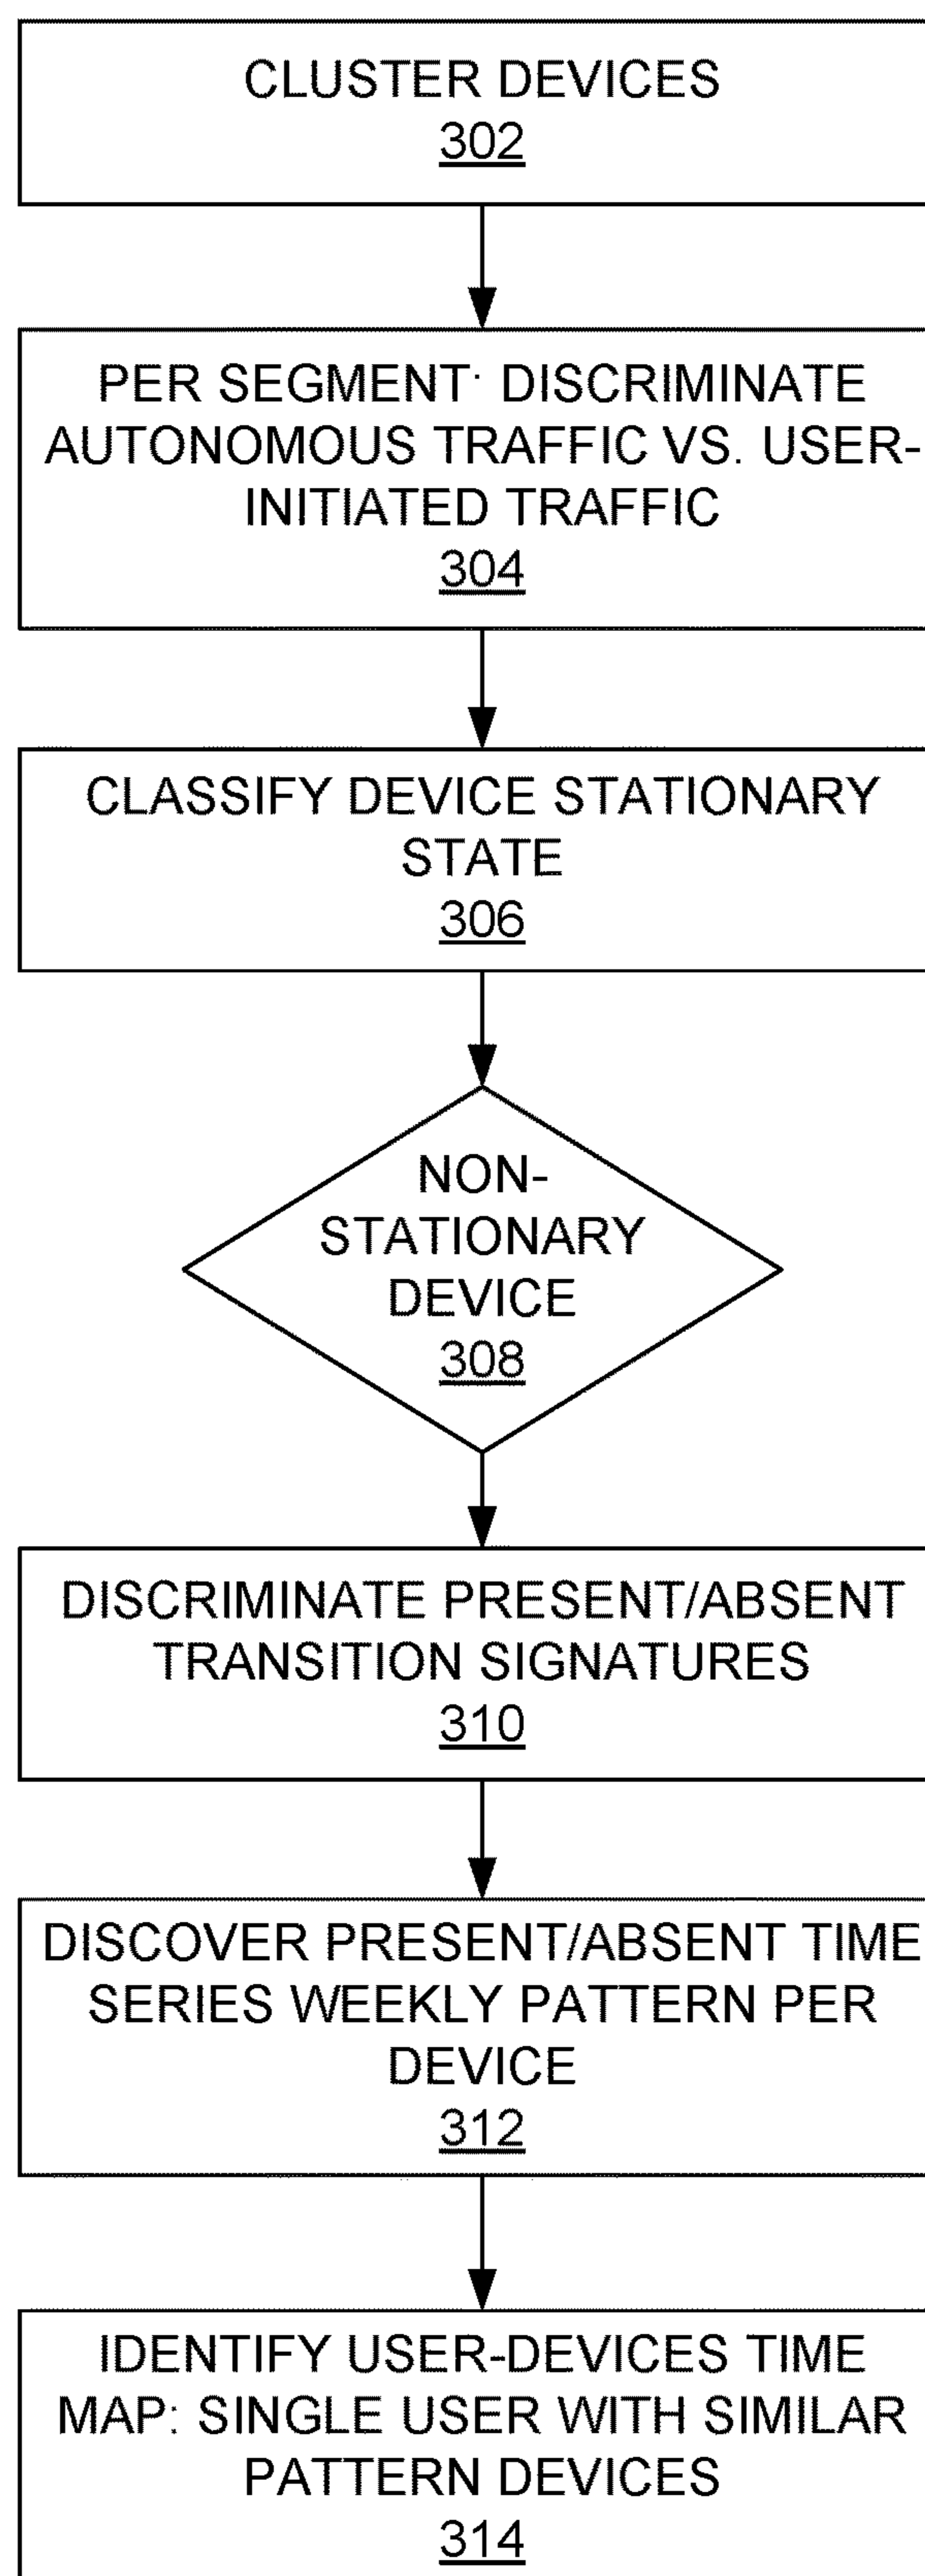 CLUSTER DEVICES
302
PER SEGMENT: DISCRIMINATE
AUTONOMOUS TRAFFIC VS. USER-
INITIATED TRAFFIC
304
CLASSIFY DEVICE STATIONARY
STATE
306
NON-
STATIONARY
DEVICE
308
DISCRIMINATE PRESENT/ABSENT
TRANSITION SIGNATURES
310
DISCOVER PRESENT/ABSENT TIME
SERIES WEEKLY PATTERN PER
DEVICE
312
IDENTIFY USER-DEVICES TIME
MAP: SINGLE USER WITH SIMILAR
PATTERN DEVICES
314